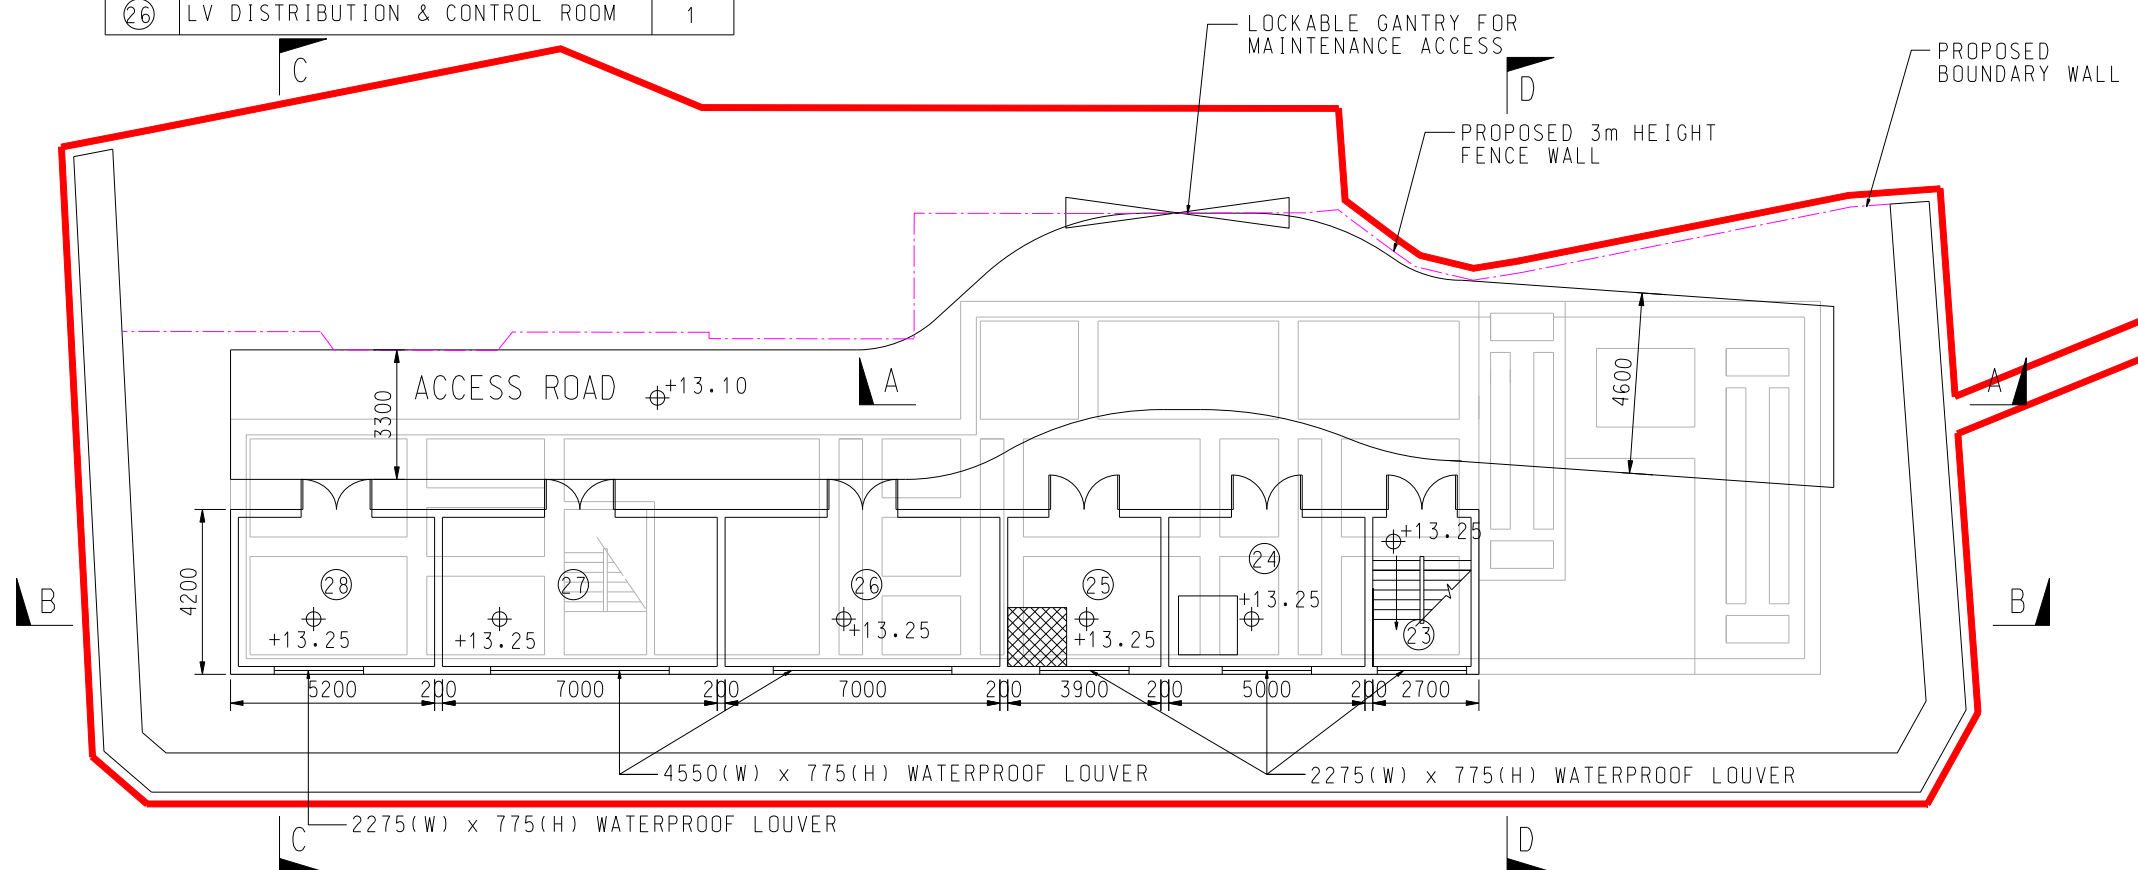 26 LV DISTRIBUTION & CONTROL ROOM 1
LOCKABLE GANTRY FOR
MAINTENANCE ACCESS
PROPOSED
BOUNDARY WALL
C
D
PROPOSED 3m HEIGHT
FENCE WALL
ACCESS ROAD
+13.10
A
A
3300
4600
4200
B
B
28
27
26
25
24
23
+13.25
+13.25
+13.25
+13.25
+13.25
+13.25
5200 200 7000 200 7000 200 3900 200 5000 200 2700
4550(W) x 775(H) WATERPROOF LOUVER
2275(W) x 775(H) WATERPROOF LOUVER
2275(W) x 775(H) WATERPROOF LOUVER
C
D